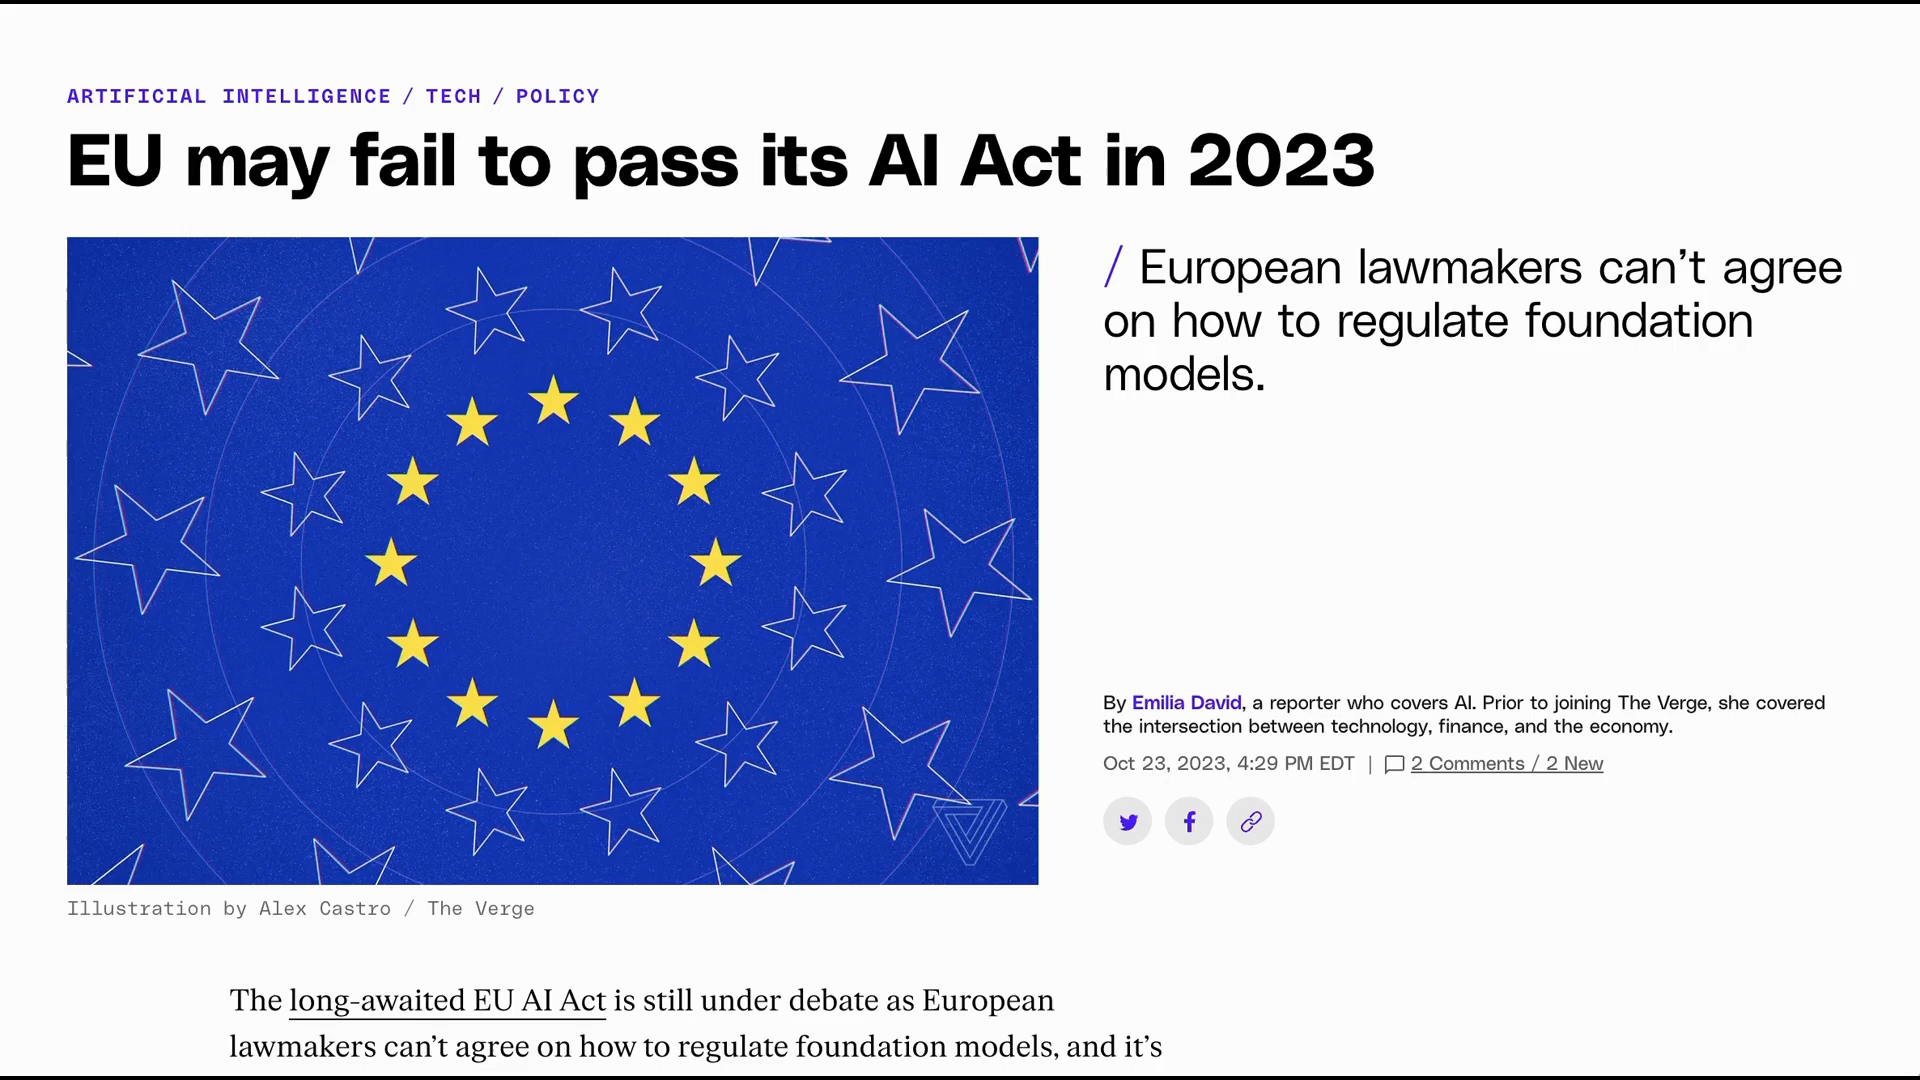 ARTIFICIAL INTELLIGENCE / TECH / POLICY
EU may fail to pass its AI Act in 2023
/ European lawmakers can’t agree
on how to regulate foundation
models.
By Emilia David, a reporter who covers AI. Prior to joining The Verge, she covered
the intersection between technology, finance, and the economy.
Oct 23, 2023, 4:29 PM EDT | 2 Comments / 2 New
Illustration by Alex Castro / The Verge
The long-awaited EU AI Act is still under debate as European
lawmakers can’t agree on how to regulate foundation models, and it’s